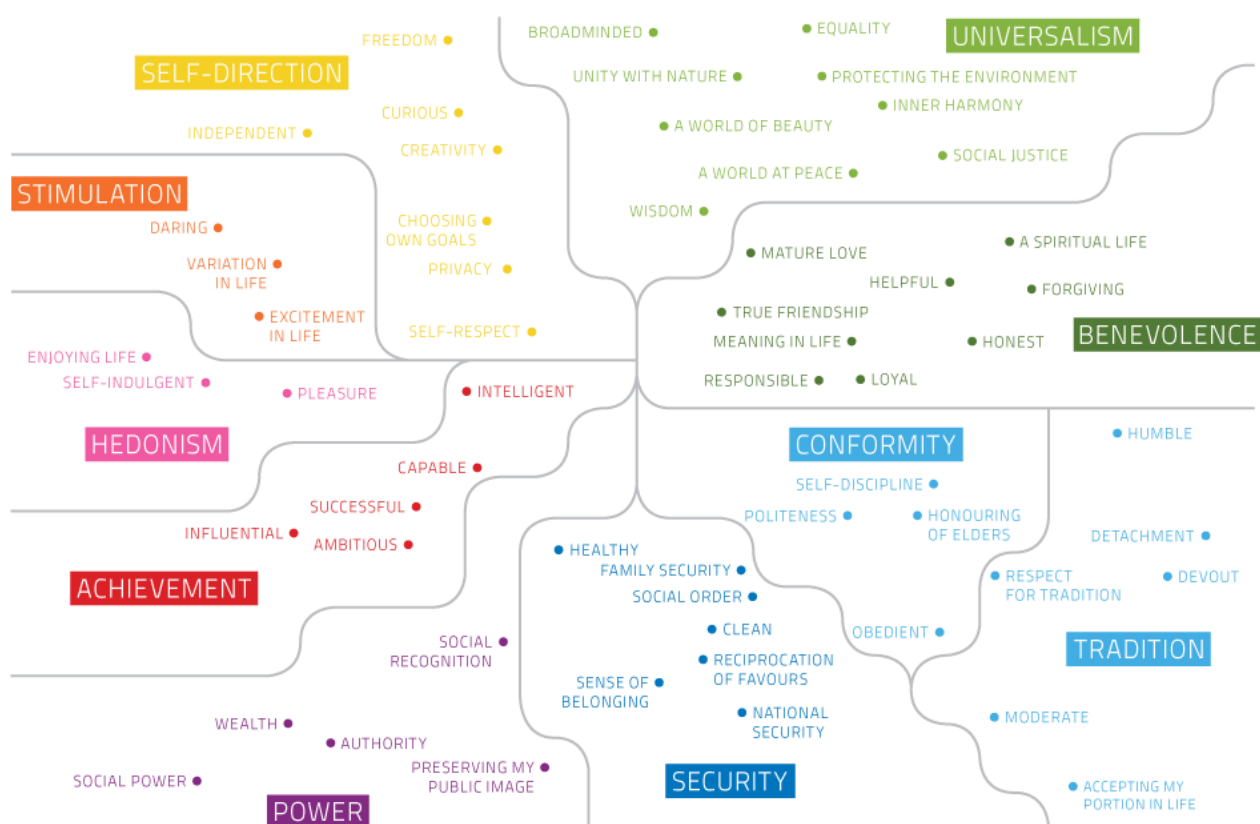 FREEDOM
SELF-DIRECTION
CURIOUS
INDEPENDENT
CREATIVITY
CHOOSING
OWN GOALS
PRIVACY
SELF-RESPECT
BROADMINDED
EQUALITY
UNIVERSALISM
UNITY WITH NATURE
PROTECTING THE ENVIRONMENT
INNER HARMONY
A WORLD OF BEAUTY
SOCIAL JUSTICE
A WORLD AT PEACE
WISDOM
STIMULATION
DARING
VARIATION
IN LIFE
EXCITEMENT
IN LIFE
MATURE LOVE
A SPIRITUAL LIFE
HELPFUL
FORGIVING
TRUE FRIENDSHIP
MEANING IN LIFE
HONEST
BENEVOLENCE
RESPONSIBLE
LOYAL
ENJOYING LIFE
SELF-INDULGENT
PLEASURE
HEDONISM
INTELLIGENT
CAPABLE
SUCCESSFUL
INFLUENTIAL
AMBITIOUS
ACHIEVEMENT
CONFORMITY
SELF-DISCIPLINE
POLITENESS
HONOURING
OF ELDERS
OBEDIENT
HUMBLE
DETACHMENT
RESPECT
FOR TRADITION
DEVOUT
TRADITION
MODERATE
ACCEPTING MY
PORTION IN LIFE
HEALTHY
FAMILY SECURITY
SOCIAL ORDER
CLEAN
RECIPROCATION
OF FAVOURS
SENSE OF
BELONGING
NATIONAL
SECURITY
SECURITY
SOCIAL
RECOGNITION
WEALTH
AUTHORITY
SOCIAL POWER
PRESERVING MY
PUBLIC IMAGE
POWER